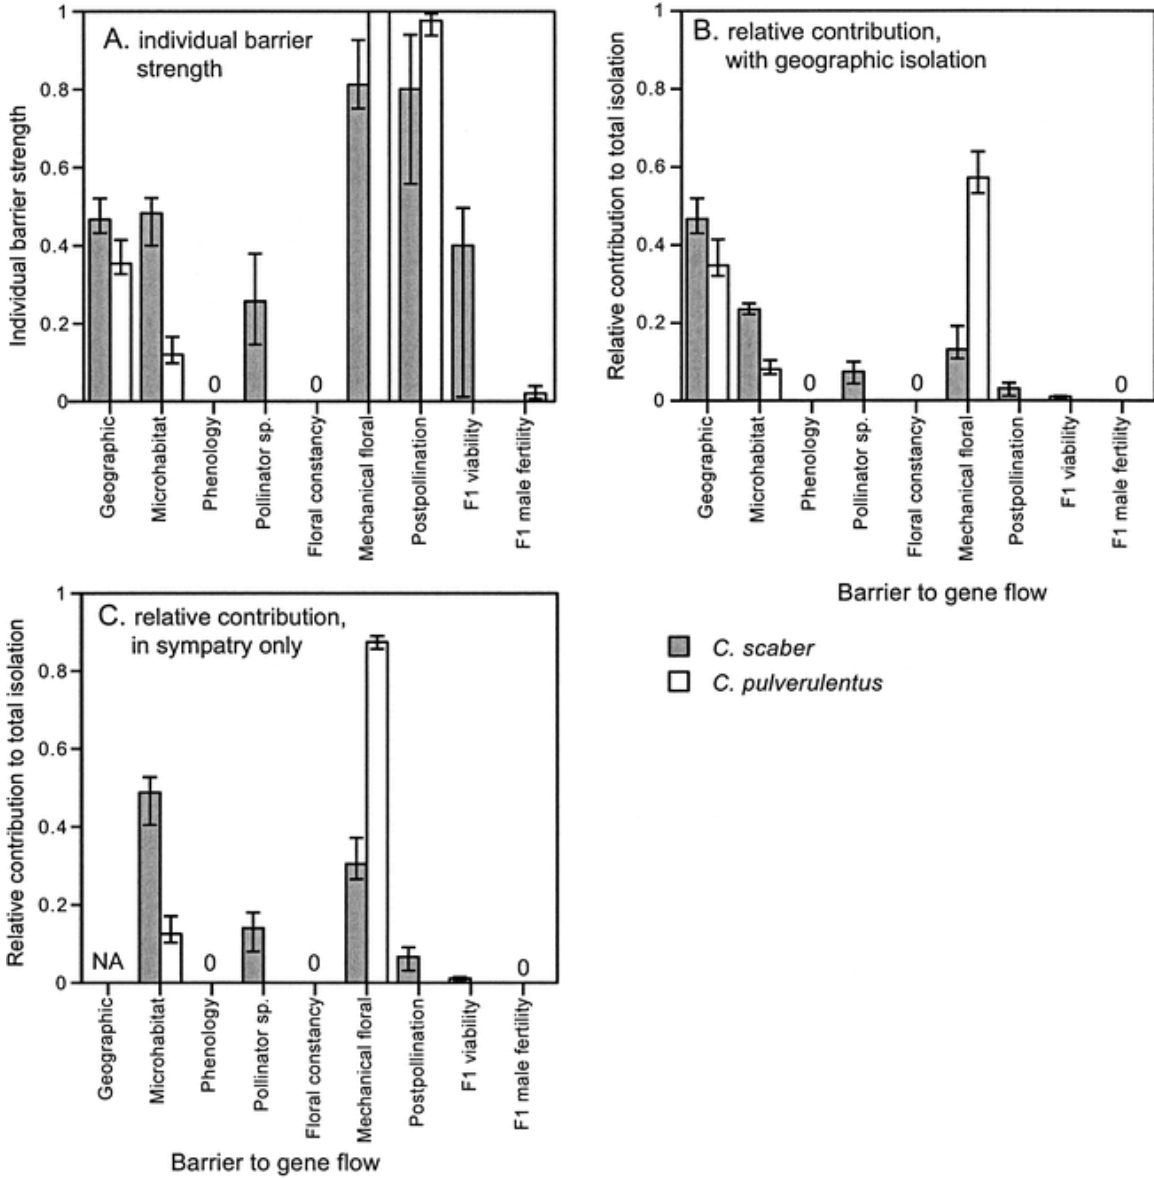 A. individual barrier
strength
Individual barrier strength
1
0.8
0.6
0.4
0.2
0
0
0
Geographic
Microhabitat
Phenology
Pollinator sp.
Floral constancy
Mechanical floral
Postpollination
F1 viability
F1 male fertility
B. relative contribution,
with geographic isolation
Relative contribution to total isolation
1
0.8
0.6
0.4
0.2
0
0
0
0
Geographic
Microhabitat
Phenology
Pollinator sp.
Floral constancy
Mechanical floral
Postpollination
F1 viability
F1 male fertility
Barrier to gene flow
C. scaber
C. pulverulentus
C. relative contribution,
in sympatry only
Relative contribution to total isolation
1
0.8
0.6
0.4
0.2
0
NA
0
0
0
Geographic
Microhabitat
Phenology
Pollinator sp.
Floral constancy
Mechanical floral
Postpollination
F1 viability
F1 male fertility
Barrier to gene flow